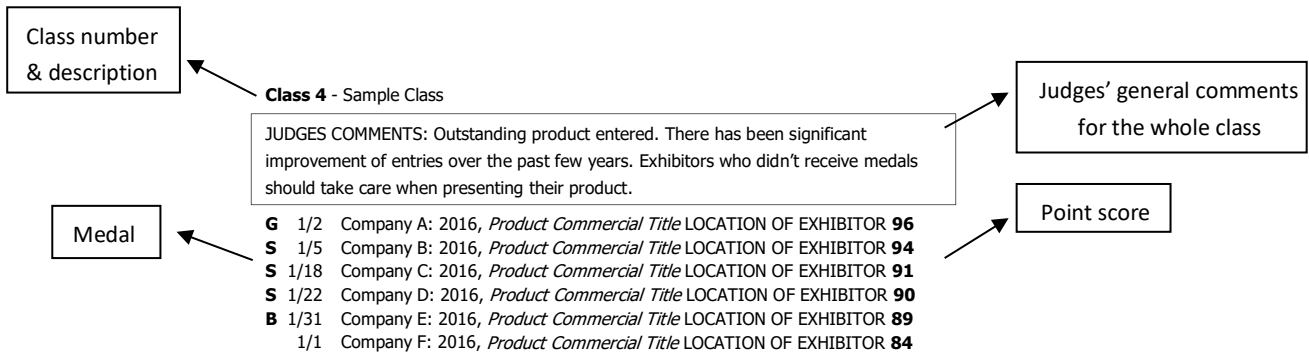 Class number
& description
Class 4 - Sample Class
Judges’ general comments
for the whole class
JUDGES COMMENTS: Outstanding product entered. There has been significant
improvement of entries over the past few years. Exhibitors who didn’t receive medals
should take care when presenting their product.
Medal
Point score
G 1/2 Company A: 2016, Product Commercial Title LOCATION OF EXHIBITOR 96
S 1/5 Company B: 2016, Product Commercial Title LOCATION OF EXHIBITOR 94
S 1/18 Company C: 2016, Product Commercial Title LOCATION OF EXHIBITOR 91
S 1/22 Company D: 2016, Product Commercial Title LOCATION OF EXHIBITOR 90
B 1/31 Company E: 2016, Product Commercial Title LOCATION OF EXHIBITOR 89
1/1 Company F: 2016, Product Commercial Title LOCATION OF EXHIBITOR 84